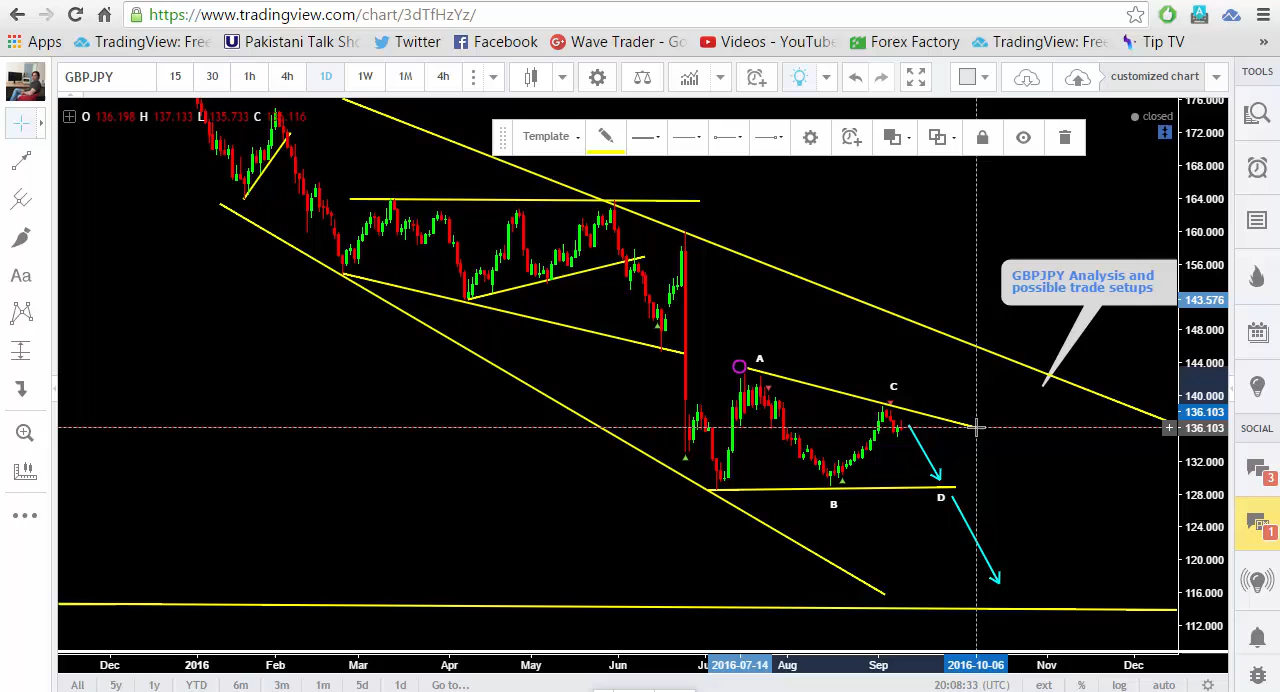 https://www.tradingview.com/chart/3dTfHzYz/
Apps TradingView: Free Pakistani Talk Sho Twitter Facebook Wave Trader - Go Videos - YouTube Forex Factory TradingView: Free Tip TV »
GBPJPY 15 30 1h 4h 1D 1W 1M 4h customized chart TOOLS
O 136.198 H 137.133 L 135.733 C 116
closed
Template
Aa
GBPJPY Analysis and
possible trade setups
A
C
B
D
176.000
172.000
168.000
164.000
160.000
156.000
143.576
148.000
144.000
140.000
136.103
136.103
132.000
128.000
124.000
120.000
116.000
112.000
SOCIAL
3
1
Dec 2016 Feb Mar Apr May Jun Ju 2016-07-14 Aug Sep 2016-10-06 Nov Dec
All 5y 1y YTD 6m 3m 1m 5d 1d Go to... 20:08:33 (UTC) ext % log auto